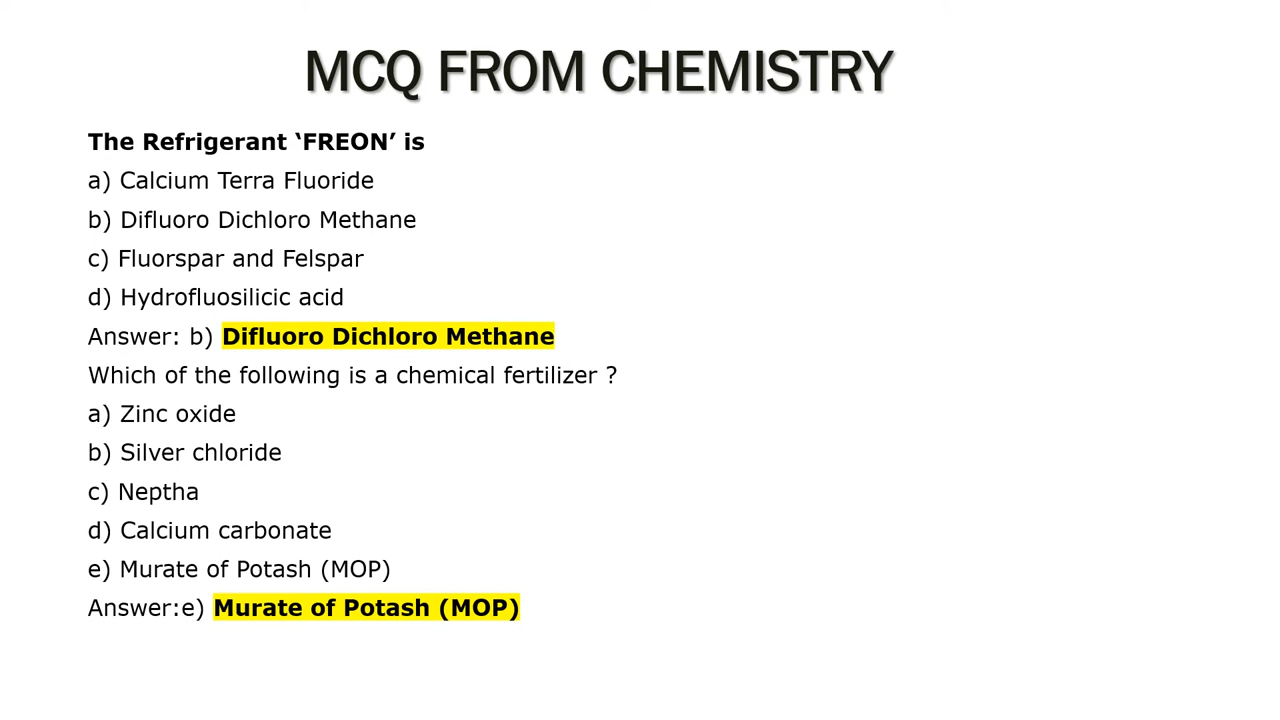 MCQ FROM CHEMISTRY
The Refrigerant ‘FREON’ is
a) Calcium Terra Fluoride
b) Difluoro Dichloro Methane
c) Fluorspar and Felspar
d) Hydrofluosilicic acid
Answer: b) Difluoro Dichloro Methane
Which of the following is a chemical fertilizer ?
a) Zinc oxide
b) Silver chloride
c) Neptha
d) Calcium carbonate
e) Murate of Potash (MOP)
Answer:e) Murate of Potash (MOP)